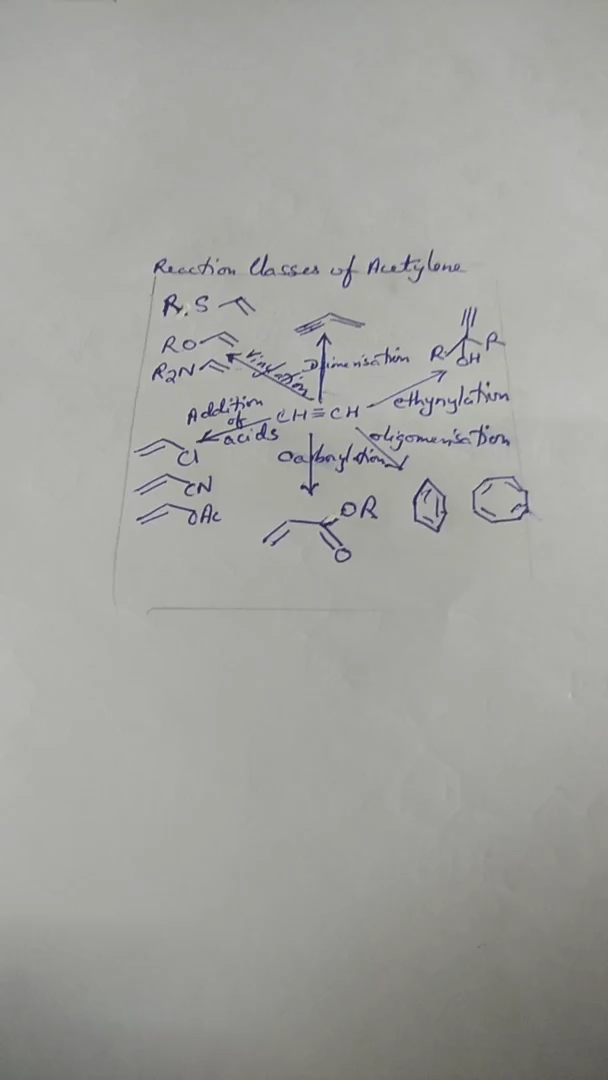 Reaction Classes of Acetylene
R,S
RO
R2N
Vinylation
Dimerisation
R R
OH
ethynylation
Addition of acids
CH≡CH
oligomerisation
Carbonylation
Cl
CN
OAc
OR
O